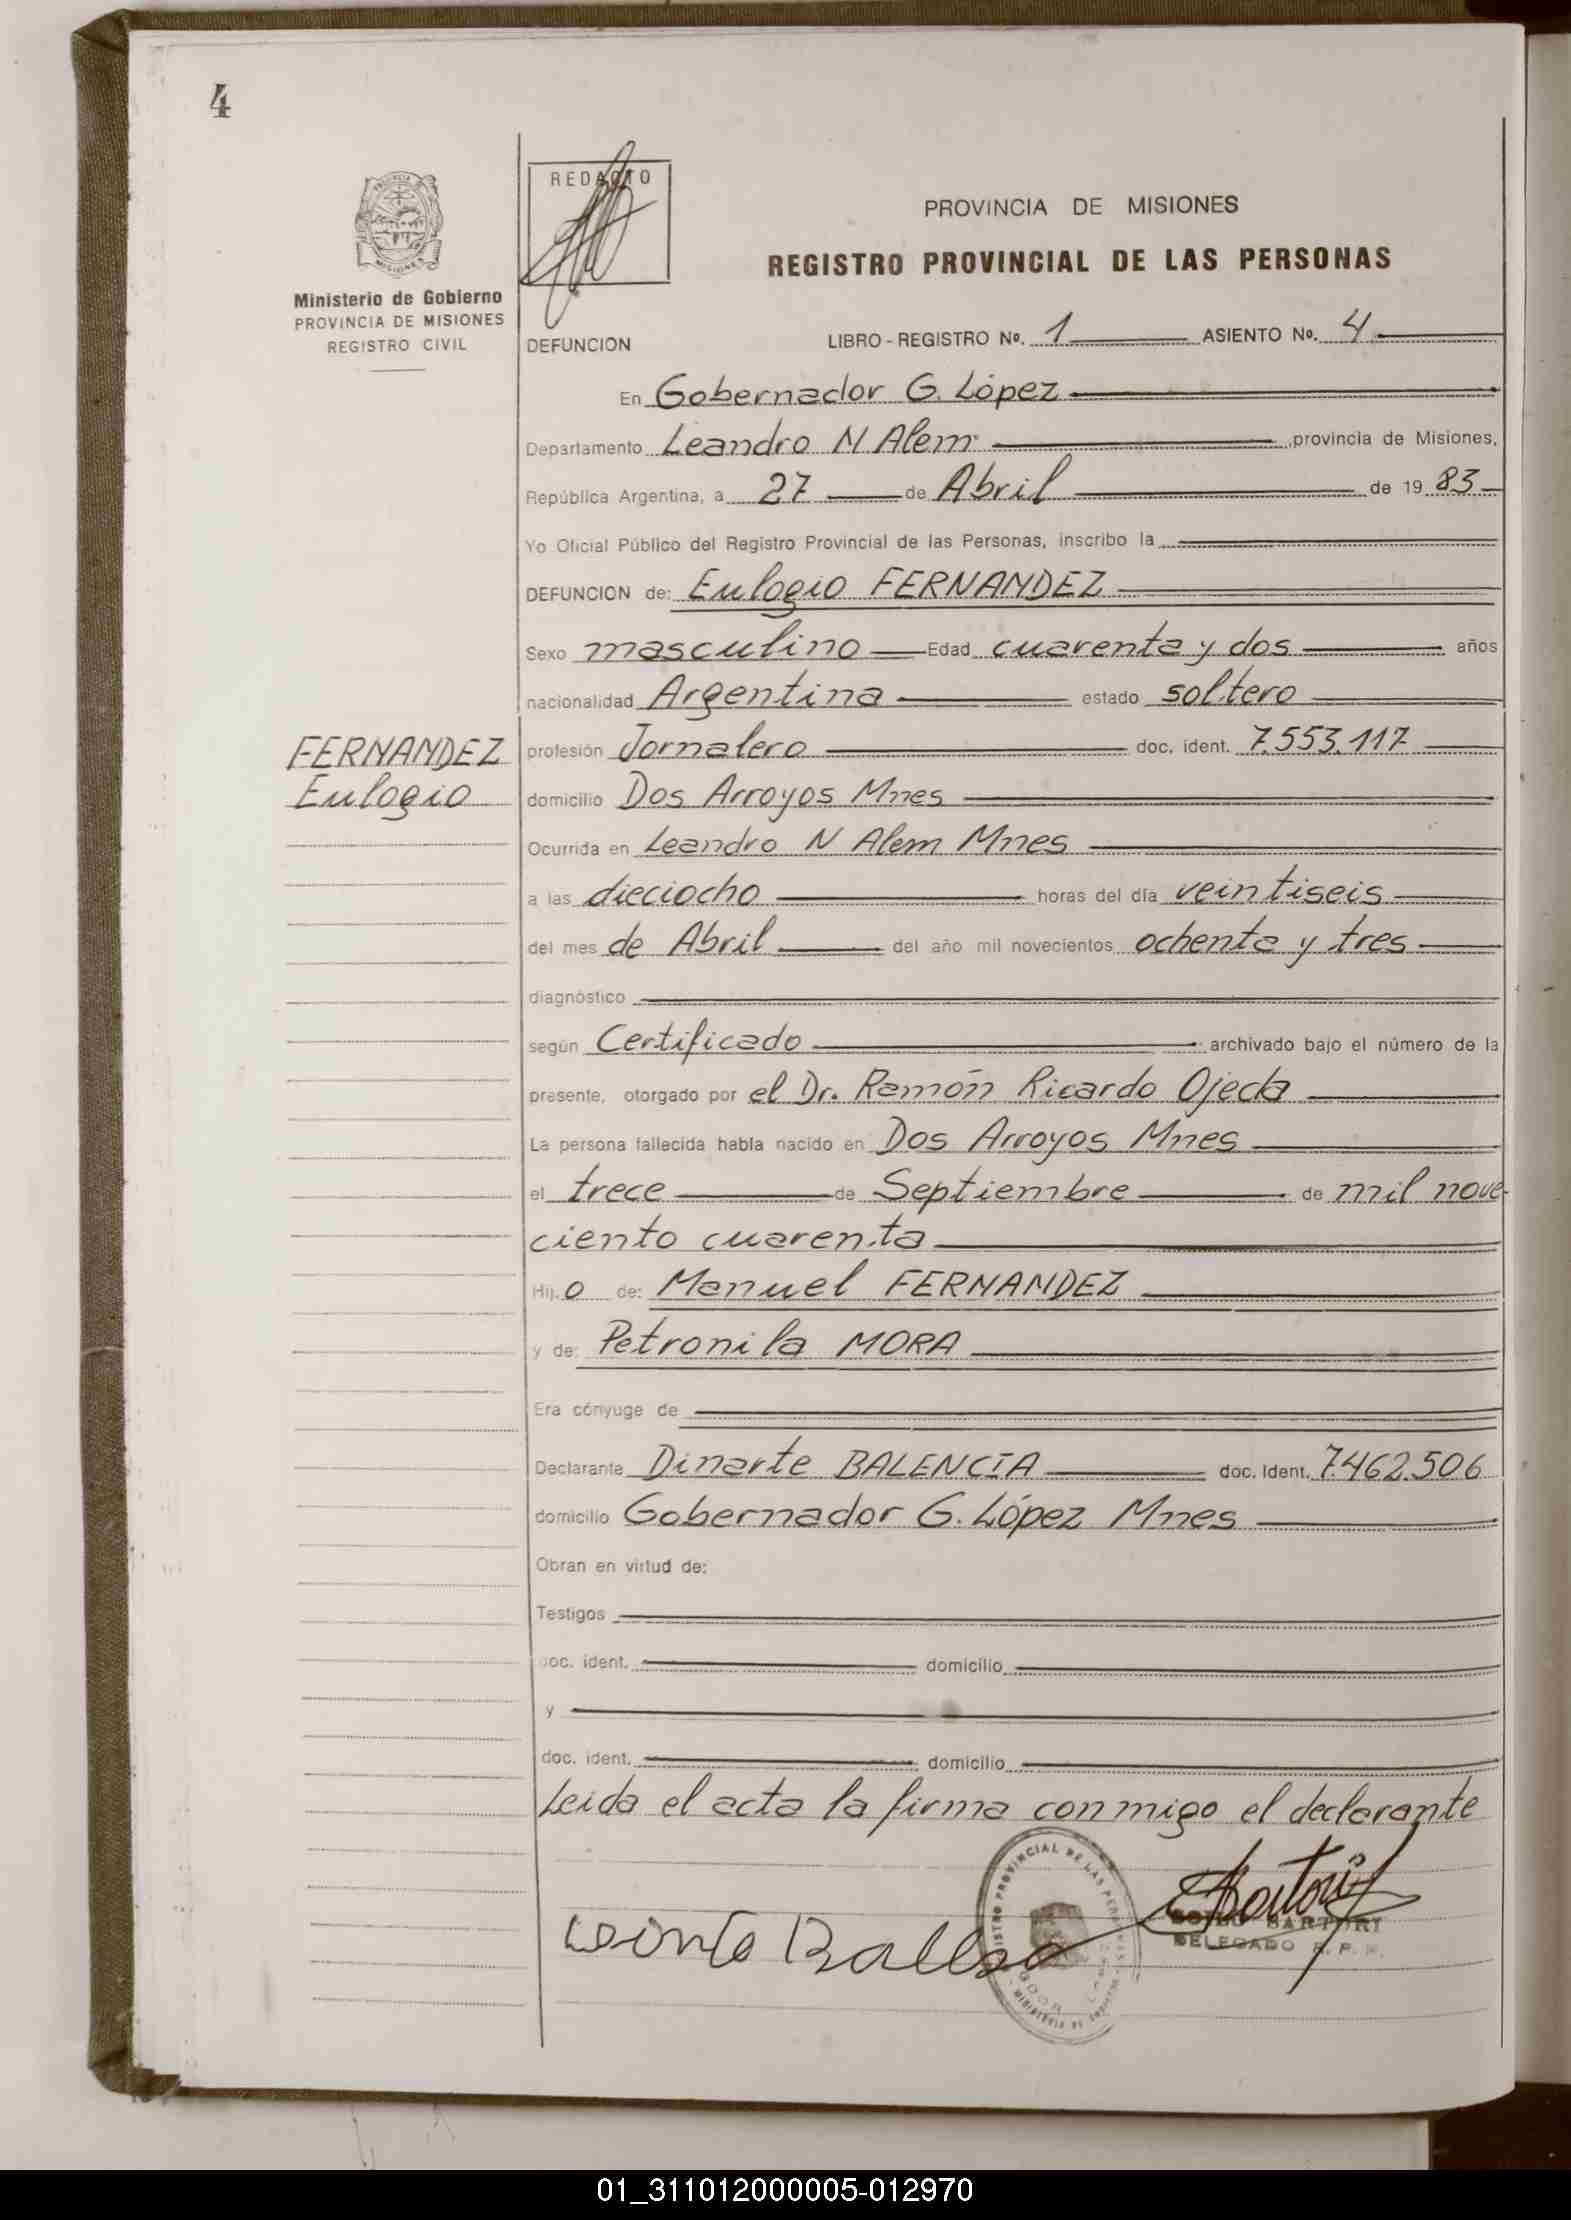 4
PROVINCIA
MISIONES
Ministerio de Gobierno
PROVINCIA DE MISIONES
REGISTRO CIVIL
REDACTO
PROVINCIA DE MISIONES
REGISTRO PROVINCIAL DE LAS PERSONAS
DEFUNCION LIBRO - REGISTRO Nº. 1 ASIENTO Nº. 4
En Gobernador G. López
Departamento Leandro N Alem provincia de Misiones,
República Argentina, a 27 de Abril de 1983
Yo Oficial Público del Registro Provincial de las Personas, inscribo la
DEFUNCION de: Eulogio FERNANDEZ
Sexo masculino Edad cuarenta y dos años
nacionalidad Argentina estado soltero
FERNANDEZ
Eulogio
profesión Jornalero doc. ident. 7.553.117
domicilio Dos Arroyos Mnes
Ocurrida en Leandro N Alem Mnes
a las dieciocho horas del día veintiseis
del mes de Abril del año mil novecientos ochenta y tres
diagnóstico
según Certificado archivado bajo el número de la
presente, otorgado por el Dr. Ramón Ricardo Ojeda
La persona fallecida había nacido en Dos Arroyos Mnes
el trece de Septiembre de mil nove-
ciento cuarenta
Hijo de: Manuel FERNANDEZ
y de: Petronila MORA
Era cónyuge de
Declarante Dinarte BALENCIA doc. ident. 7.462.506
domicilio Gobernador G. López Mnes
Obran en virtud de:
Testigos
doc. ident. domicilio
y
doc. ident. domicilio
Leida el acta la firma conmigo el declarante
SARTORI
DELEGADO R. P. P.
01_311012000005-012970